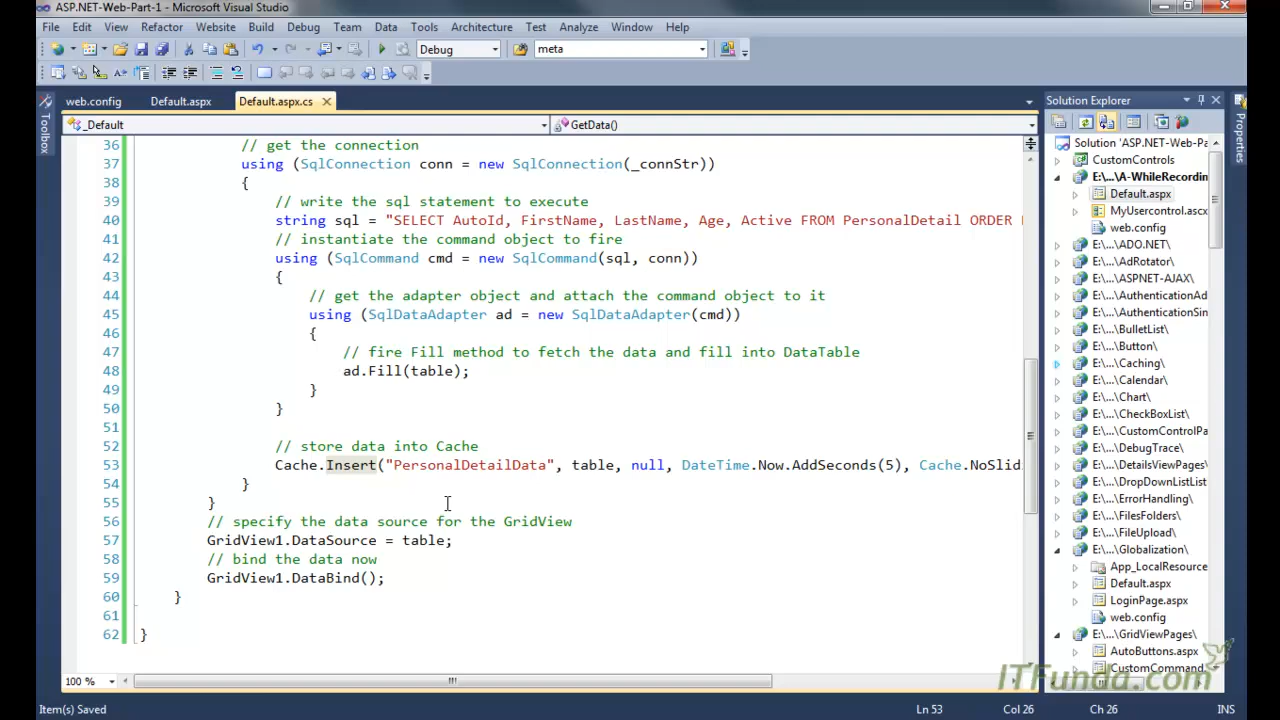 ASP.NET-Web-Part-1 - Microsoft Visual Studio
File Edit View Refactor Website Build Debug Team Data Tools Architecture Test Analyze Window Help
Debug meta
web.config Default.aspx Default.aspx.cs
Solution Explorer
_Default GetData()
Toolbox
Properties
36 // get the connection
37 using (SqlConnection conn = new SqlConnection(_connStr))
38 {
39 // write the sql statement to execute
40 string sql = "SELECT AutoId, FirstName, LastName, Age, Active FROM PersonalDetail ORDER
41 // instantiate the command object to fire
42 using (SqlCommand cmd = new SqlCommand(sql, conn))
43 {
44 // get the adapter object and attach the command object to it
45 using (SqlDataAdapter ad = new SqlDataAdapter(cmd))
46 {
47 // fire Fill method to fetch the data and fill into DataTable
48 ad.Fill(table);
49 }
50 }
51
52 // store data into Cache
53 Cache.Insert("PersonalDetailData", table, null, DateTime.Now.AddSeconds(5), Cache.NoSlid
54 }
55 }
56 // specify the data source for the GridView
57 GridView1.DataSource = table;
58 // bind the data now
59 GridView1.DataBind();
60 }
61
62 }
Solution 'ASP.NET-Web-Pa
CustomControls
E:\...\A-WhileRecordin
Default.aspx
MyUsercontrol.ascx
web.config
E:\...\ADO.NET\
E:\...\AdRotator\
E:\...\ASPNET-AJAX\
E:\...\AuthenticationAd
E:\...\AuthenticationSin
E:\...\BulletList\
E:\...\Button\
E:\...\Caching\
E:\...\Calendar\
E:\...\Chart\
E:\...\CheckBoxList\
E:\...\CustomControlPa
E:\...\DebugTrace\
E:\...\DetailsViewPages\
E:\...\DropDownListList
E:\...\ErrorHandling\
E:\...\FilesFolders\
E:\...\FileUpload\
E:\...\Globalization\
App_LocalResource
Default.aspx
LoginPage.aspx
web.config
E:\...\GridViewPages\
AutoButtons.aspx
CustomCommand
ITFunda.com
100 %
Item(s) Saved Ln 53 Col 26 Ch 26 INS